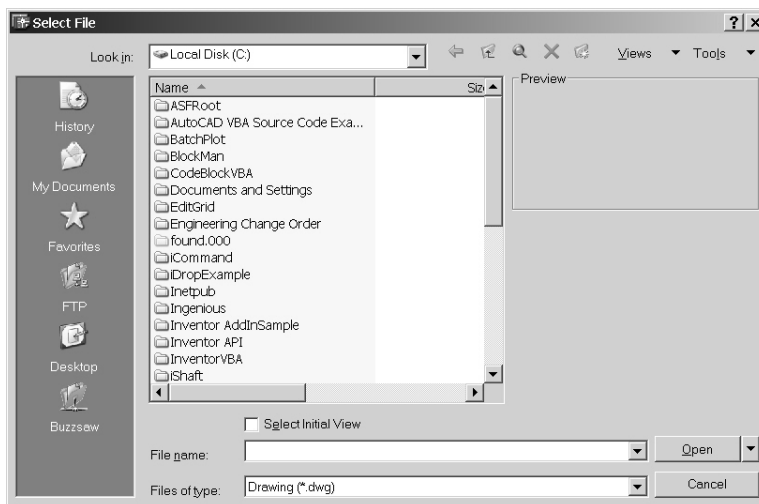 Select File
Look in:
Local Disk (C:)
Views
Tools
History
My Documents
Favorites
FTP
Desktop
Buzzsaw
Name
Siz
ASFRoot
AutoCAD VBA Source Code Exa...
BatchPlot
BlockMan
CodeBlockVBA
Documents and Settings
EditGrid
Engineering Change Order
found.000
iCommand
iDropExample
Inetpub
Ingenious
Inventor AddInSample
Inventor API
InventorVBA
iShaft
Preview
Select Initial View
File name:
Open
Files of type:
Drawing (*.dwg)
Cancel